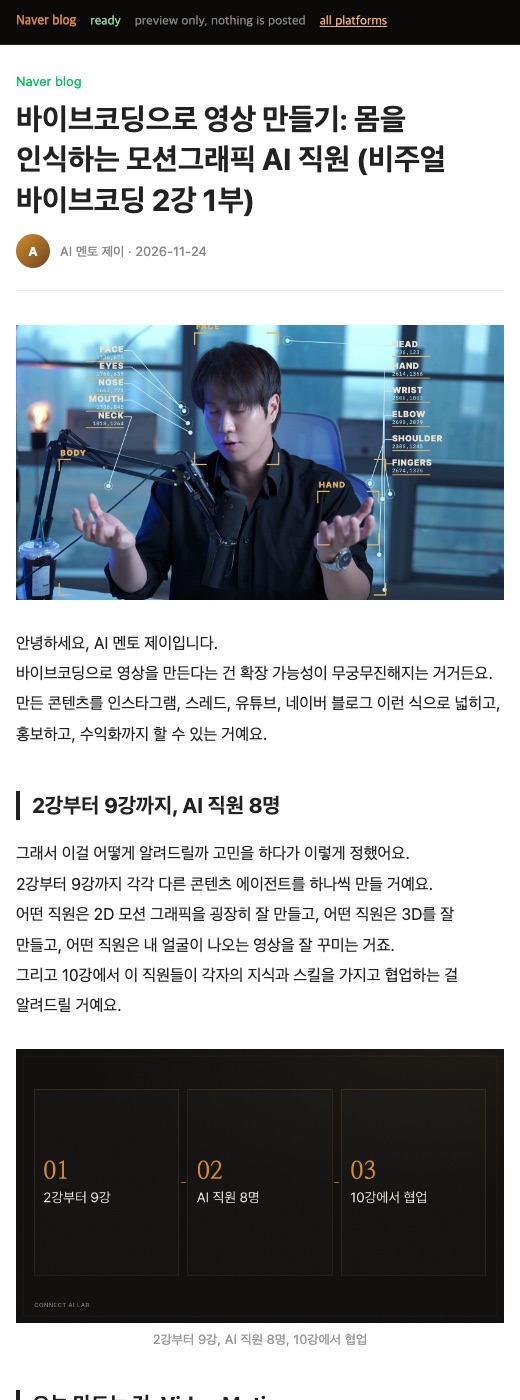 Naver blog ready preview only, nothing is posted all platforms
Naver blog
바이브코딩으로 영상 만들기: 몸을
인식하는 모션그래픽 AI 직원 (비주얼
바이브코딩 2강 1부)
A AI 멘토 제이 · 2026-11-24
FACE
FACE
EYES
NOSE
MOUTH
NECK
1818,1264
BODY
HEAD
HAND
2614,1366
WRIST
ELBOW
2690,2079
SHOULDER
2385,1245
FINGERS
2674,1326
HAND
안녕하세요, AI 멘토 제이입니다.
바이브코딩으로 영상을 만든다는 건 확장 가능성이 무궁무진해지는 거거든요.
만든 콘텐츠를 인스타그램, 스레드, 유튜브, 네이버 블로그 이런 식으로 넓히고,
홍보하고, 수익화까지 할 수 있는 거예요.
2강부터 9강까지, AI 직원 8명
그래서 이걸 어떻게 알려드릴까 고민을 하다가 이렇게 정했어요.
2강부터 9강까지 각각 다른 콘텐츠 에이전트를 하나씩 만들 거예요.
어떤 직원은 2D 모션 그래픽을 굉장히 잘 만들고, 어떤 직원은 3D를 잘
만들고, 어떤 직원은 내 얼굴이 나오는 영상을 잘 꾸미는 거죠.
그리고 10강에서 이 직원들이 각자의 지식과 스킬을 가지고 협업하는 걸
알려드릴 거예요.
01
2강부터 9강
02
AI 직원 8명
03
10강에서 협업
CONNECT AI LAB
2강부터 9강, AI 직원 8명, 10강에서 협업